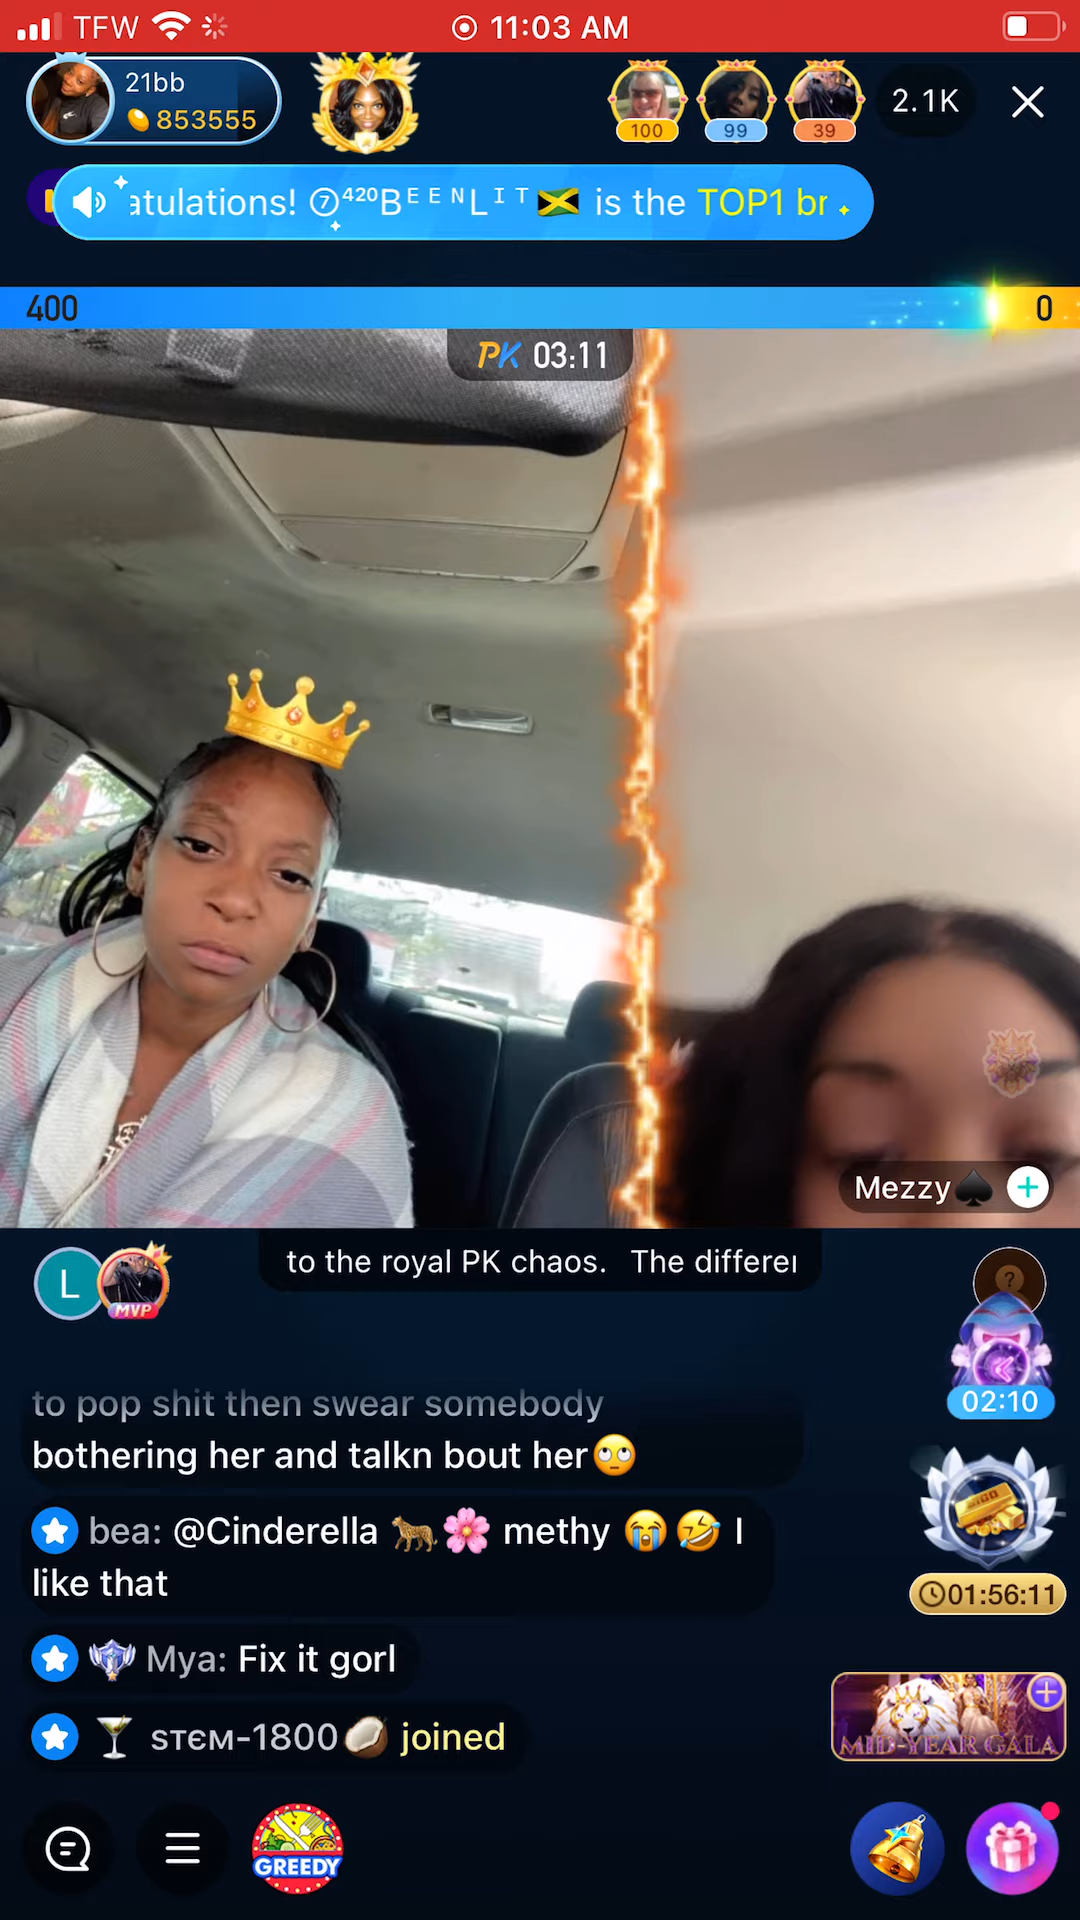 TFW 11:03 AM
21bb
853555
100 99 39 2.1K
atulations! ⑦⁴²⁰BᴱᴱᴺLᴵᵀ🇯🇲 is the TOP1 br
400 0
PK 03:11
Mezzy♠️
L
MVP
to the royal PK chaos. The differen
?
to pop shit then swear somebody
bothering her and talkn bout her🙄
02:10
bea: @Cinderella 🐆🌸 methy 😭🤣 I
like that
01:56:11
Mya: Fix it gorl
sᴛєᴍ-1800🥥 joined
MID-YEAR GALA
GREEDY